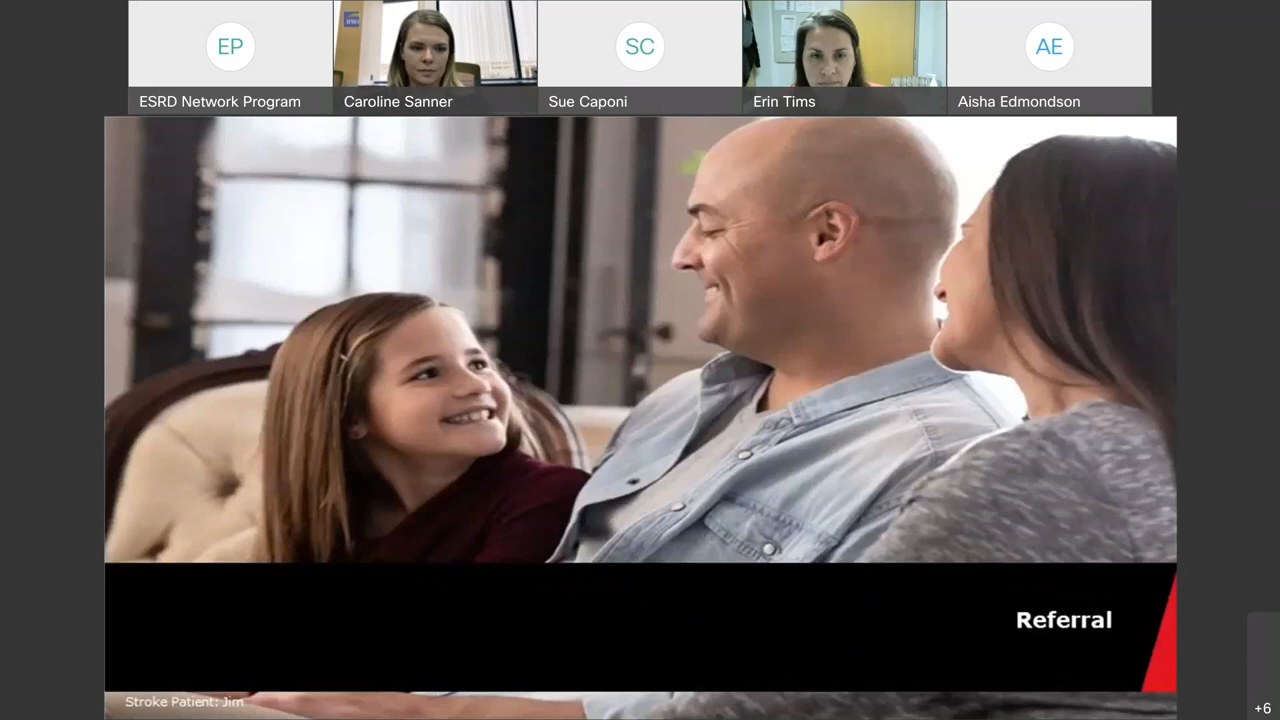 EP
SC
AE
ESRD Network Program
Caroline Sanner
Sue Caponi
Erin Tims
Aisha Edmondson
Referral
Stroke Patient: Jim
+6